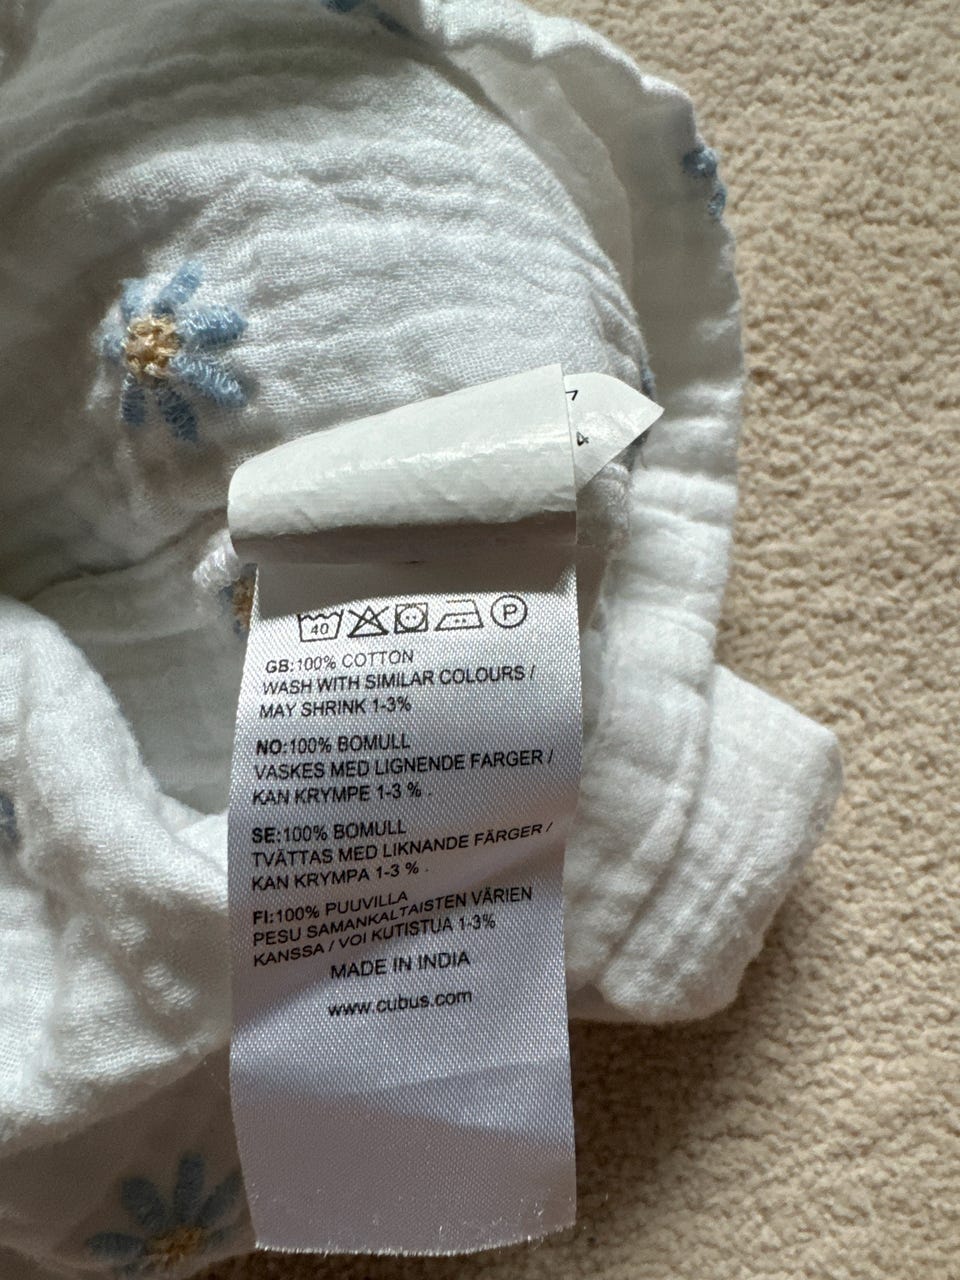 7
4
40 P
GB:100% COTTON
WASH WITH SIMILAR COLOURS /
MAY SHRINK 1-3%
NO:100% BOMULL
VASKES MED LIGNENDE FARGER /
KAN KRYMPE 1-3 % .
SE:100% BOMULL
TVÄTTAS MED LIKNANDE FÄRGER /
KAN KRYMPA 1-3 % .
FI:100% PUUVILLA
PESU SAMANKALTAISTEN VÄRIEN
KANSSA / VOI KUTISTUA 1-3%
MADE IN INDIA
www.cubus.com